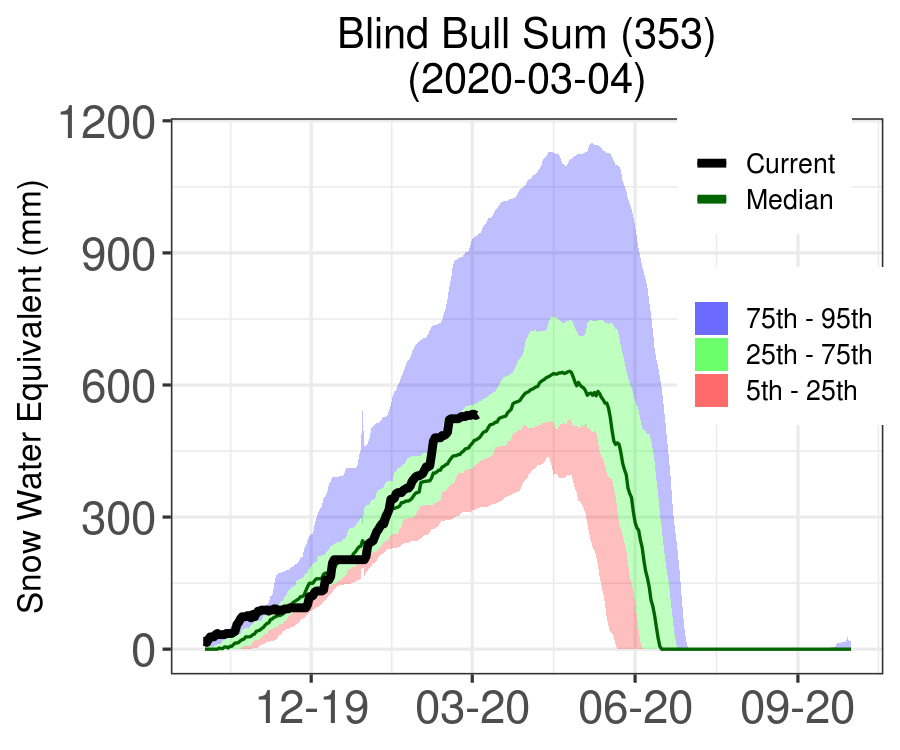 Blind Bull Sum (353)
(2020-03-04)
Snow Water Equivalent (mm)
1200
900
600
300
0
12-19
03-20
06-20
09-20
Current
Median
75th - 95th
25th - 75th
5th - 25th